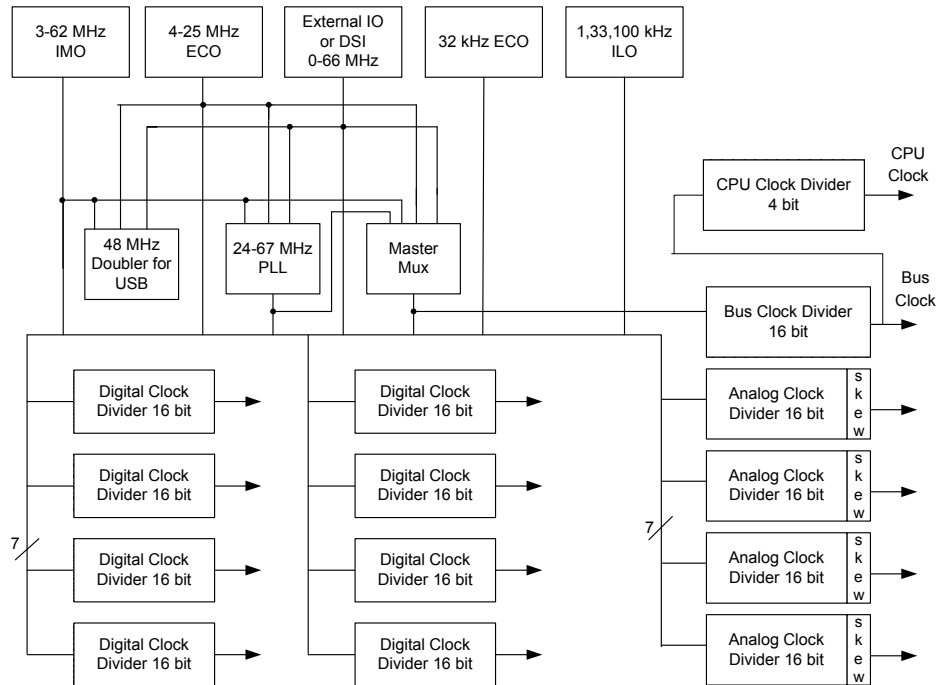 3-62 MHz
IMO
4-25 MHz
ECO
External IO
or DSI
0-66 MHz
32 kHz ECO
1,33,100 kHz
ILO
CPU Clock Divider
4 bit
CPU
Clock
48 MHz
Doubler for
USB
24-67 MHz
PLL
Master
Mux
Bus Clock Divider
16 bit
Bus
Clock
Digital Clock
Divider 16 bit
Digital Clock
Divider 16 bit
Analog Clock
Divider 16 bit
s
k
e
w
Digital Clock
Divider 16 bit
Digital Clock
Divider 16 bit
Analog Clock
Divider 16 bit
s
k
e
w
7
7
Digital Clock
Divider 16 bit
Digital Clock
Divider 16 bit
Analog Clock
Divider 16 bit
s
k
e
w
Digital Clock
Divider 16 bit
Digital Clock
Divider 16 bit
Analog Clock
Divider 16 bit
s
k
e
w